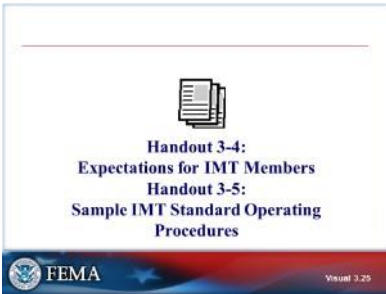 Handout 3-4:
Expectations for IMT Members
Handout 3-5:
Sample IMT Standard Operating
Procedures
FEMA
Visual 3.25